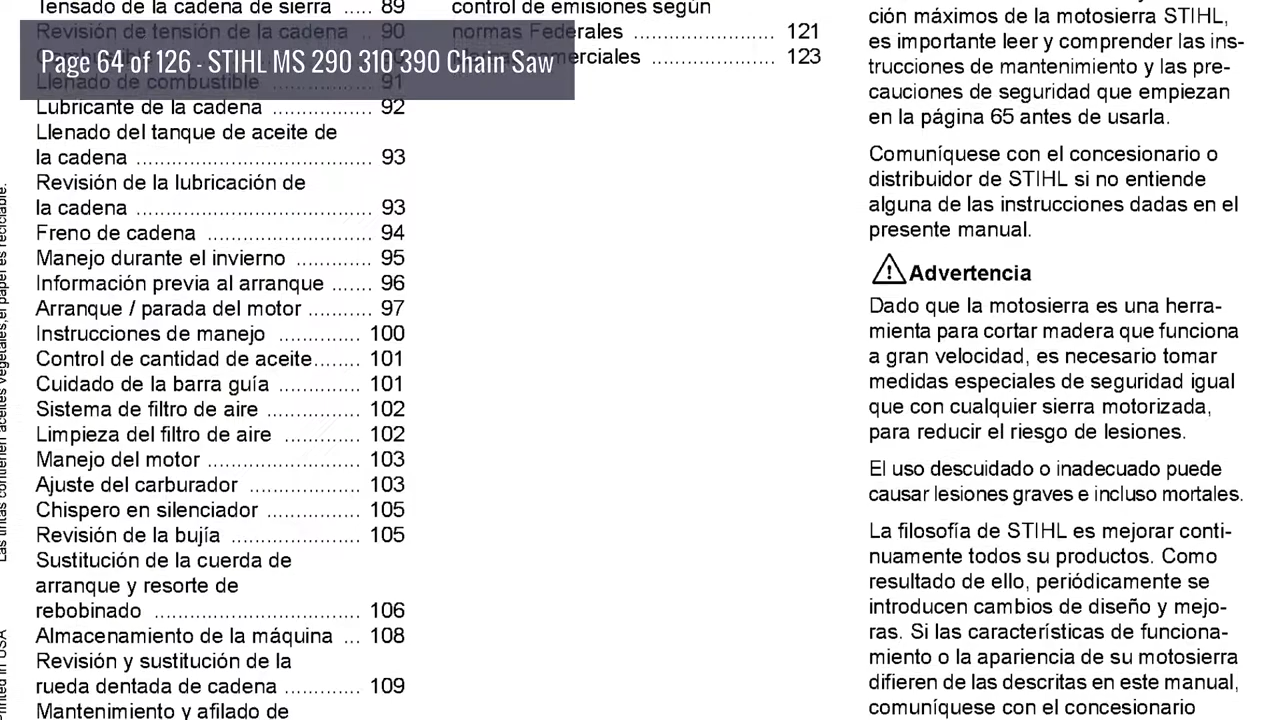 Tensado de la cadena de sierra ..... 89
Revisión de tensión de la cadena ... 90
Page 64 of 126 - STIHL MS 290 310 390 Chain Saw
Llenado de combustible ... 91
Lubricante de la cadena ............... 92
Llenado del tanque de aceite de
la cadena ................................... 93
Revisión de la lubricación de
la cadena ................................... 93
Freno de cadena ......................... 94
Manejo durante el invierno ............ 95
Información previa al arranque ...... 96
Arranque / parada del motor .......... 97
Instrucciones de manejo ............. 100
Control de cantidad de aceite........ 101
Cuidado de la barra guía ............. 101
Sistema de filtro de aire ............... 102
Limpieza del filtro de aire ............ 102
Manejo del motor ....................... 103
Ajuste del carburador ................. 103
Chispero en silenciador ............... 105
Revisión de la bujía .................... 105
Sustitución de la cuerda de
arranque y resorte de
rebobinado ............................... 106
Almacenamiento de la máquina ... 108
Revisión y sustitución de la
rueda dentada de cadena ............ 109
Mantenimiento y afilado de
control de emisiones según
normas Federales ..................... 121
comerciales ..................... 123
ción máximos de la motosierra STIHL,
es importante leer y comprender las ins-
trucciones de mantenimiento y las pre-
cauciones de seguridad que empiezan
en la página 65 antes de usarla.
Comuníquese con el concesionario o
distribuidor de STIHL si no entiende
alguna de las instrucciones dadas en el
presente manual.
Advertencia
Dado que la motosierra es una herra-
mienta para cortar madera que funciona
a gran velocidad, es necesario tomar
medidas especiales de seguridad igual
que con cualquier sierra motorizada,
para reducir el riesgo de lesiones.
El uso descuidado o inadecuado puede
causar lesiones graves e incluso mortales.
La filosofía de STIHL es mejorar conti-
nuamente todos su productos. Como
resultado de ello, periódicamente se
introducen cambios de diseño y mejo-
ras. Si las características de funciona-
miento o la apariencia de su motosierra
difieren de las descritas en este manual,
comuníquese con el concesionario
Las tintas contienen aceites vegetales,el papel es reciclable.
Printed in USA